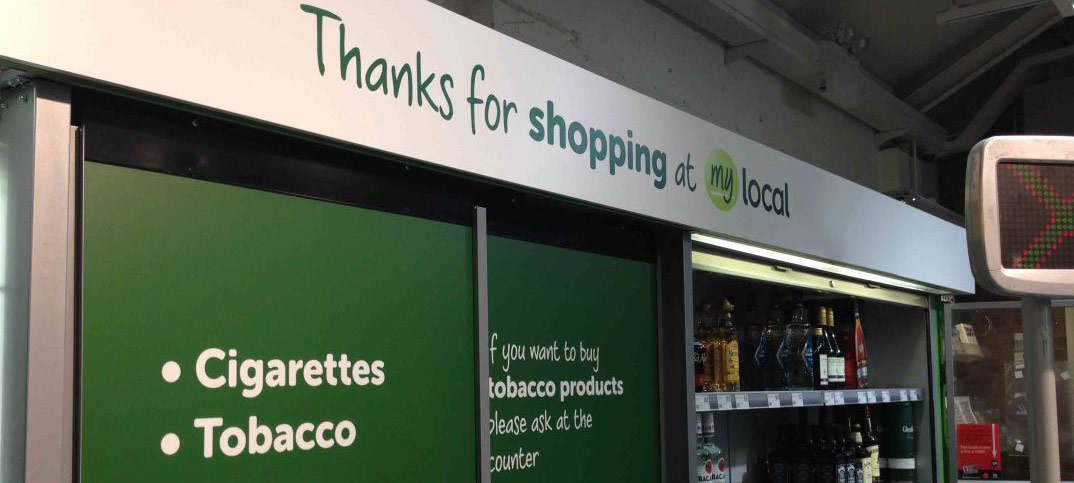 Thanks for shopping at my local
• Cigarettes
• Tobacco
f you want to buy
tobacco products
please ask at the
counter
BACA